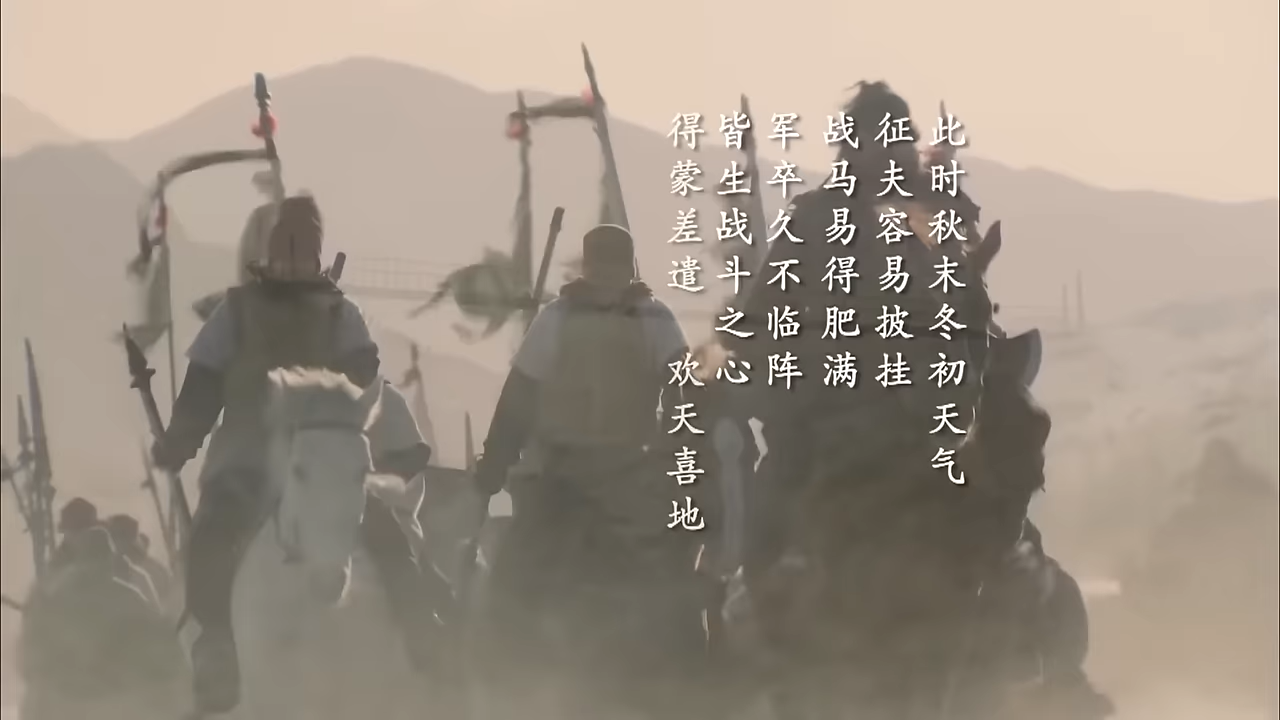 此时秋末冬初天气
征夫容易披挂
战马易得肥满
军卒久不临阵
皆生战斗之心
得蒙差遣 欢天喜地